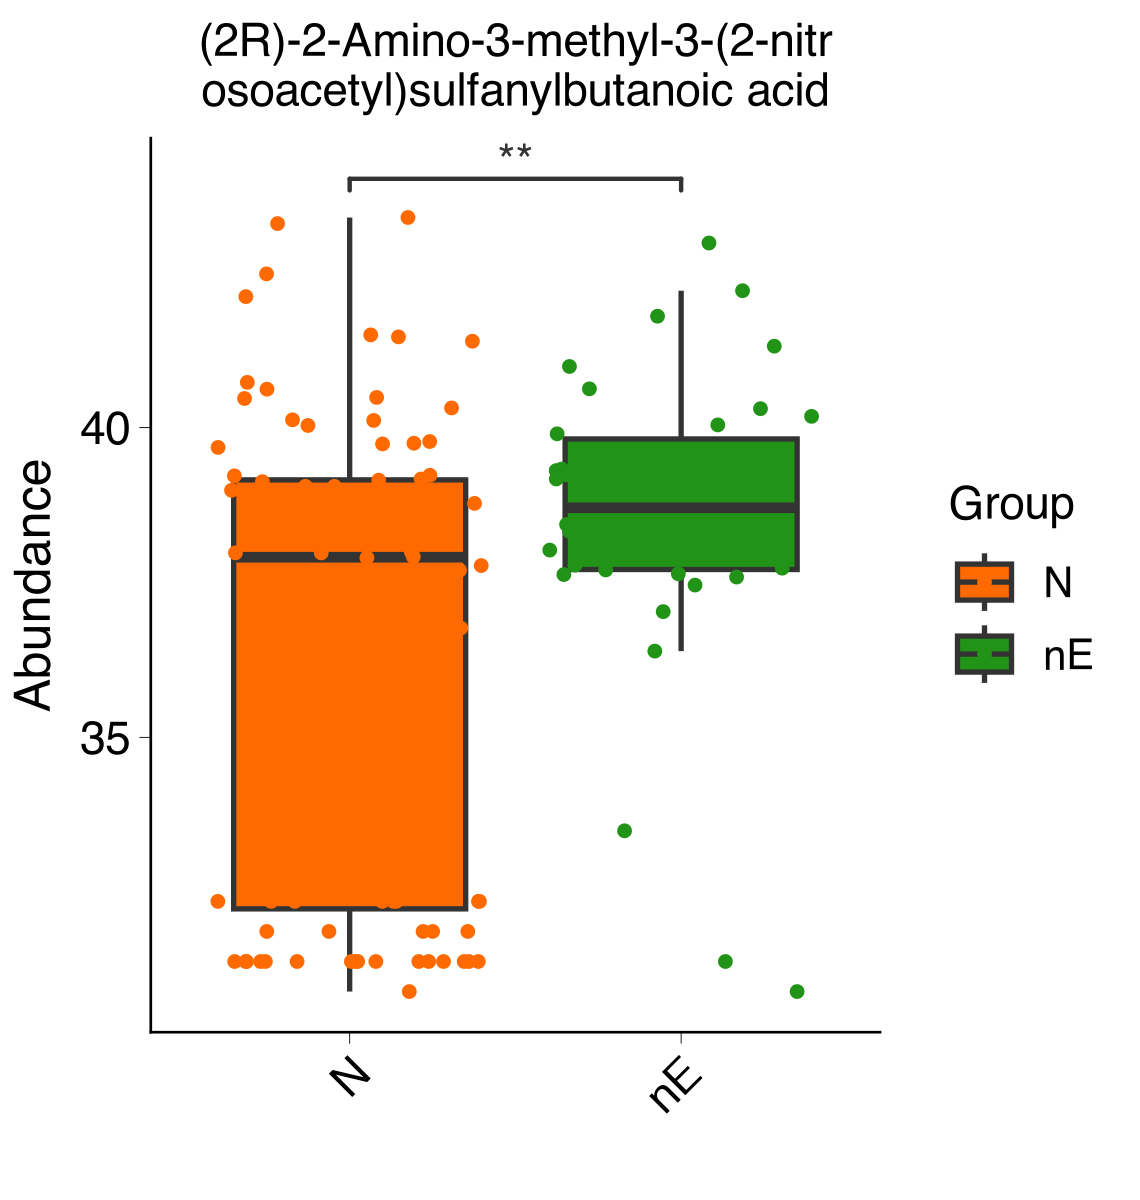 (2R)-2-Amino-3-methyl-3-(2-nitr
osoacetyl)sulfanylbutanoic acid
**
40
35
Abundance
N
nE
Group
N
nE